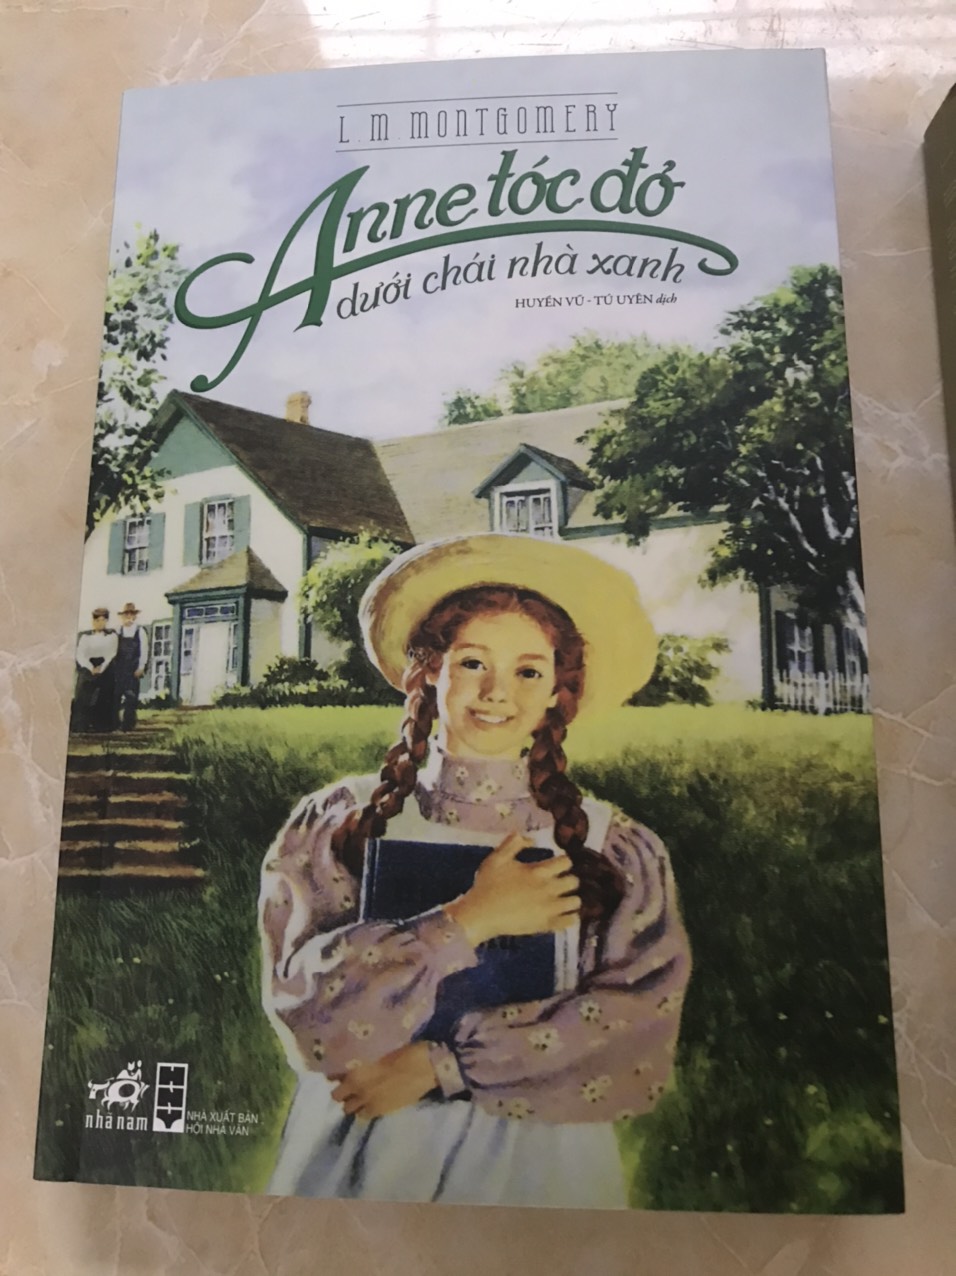 L. M. MONTGOMERY
Anne tóc đỏ
dưới chái nhà xanh
HUYỀN VŨ - TÚ UYÊN dịch
nhã nam
NHÀ XUẤT BẢN
HỘI NHÀ VĂN